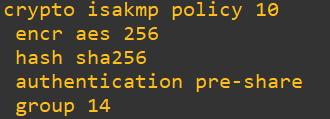 crypto isakmp policy 10
 encr aes 256
 hash sha256
 authentication pre-share
 group 14